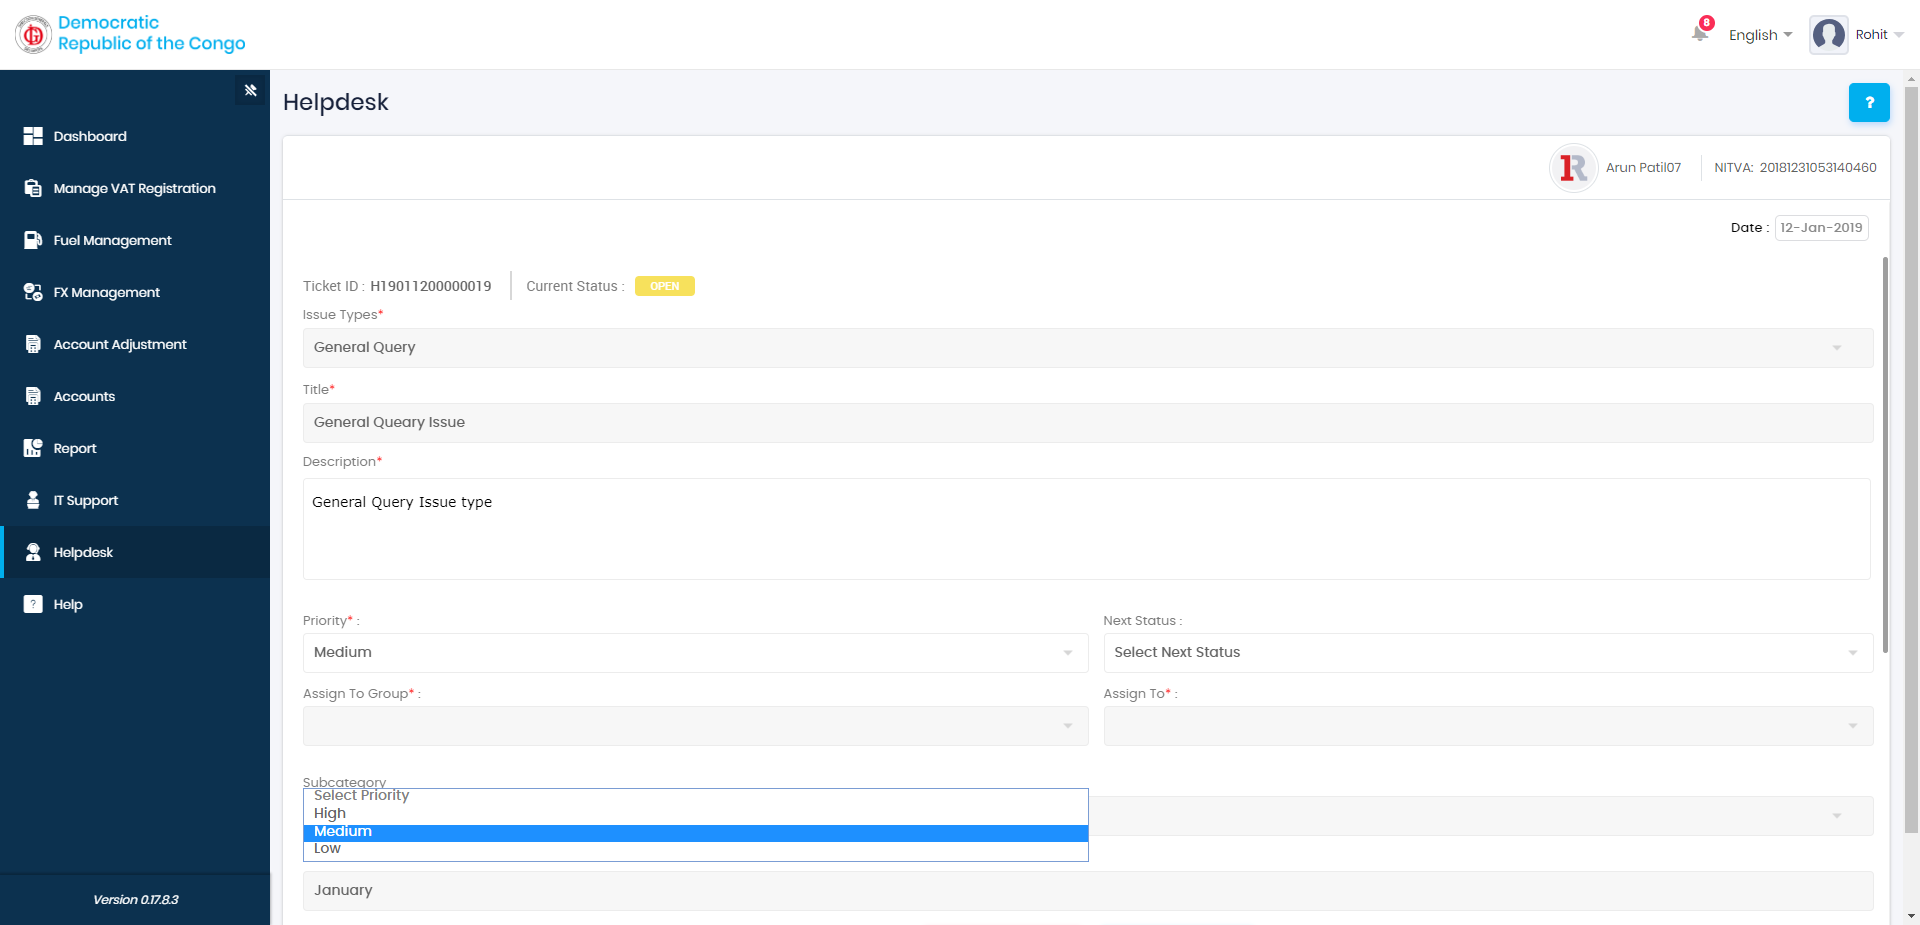 Democratic
Republic of the Congo
8
English
Rohit
Dashboard
Manage VAT Registration
Fuel Management
FX Management
Account Adjustment
Accounts
Report
IT Support
Helpdesk
Help
Version 0.17.8.3
Helpdesk
?
Arun Patil07
NITVA: 20181231053140460
Date : 12-Jan-2019
Ticket ID : H19011200000019
Current Status : OPEN
Issue Types*
General Query
Title*
General Queary Issue
Description*
General Query Issue type
Priority* :
Medium
Next Status :
Select Next Status
Assign To Group* :
Assign To* :
Subcategory
Select Priority
High
Medium
Low
January